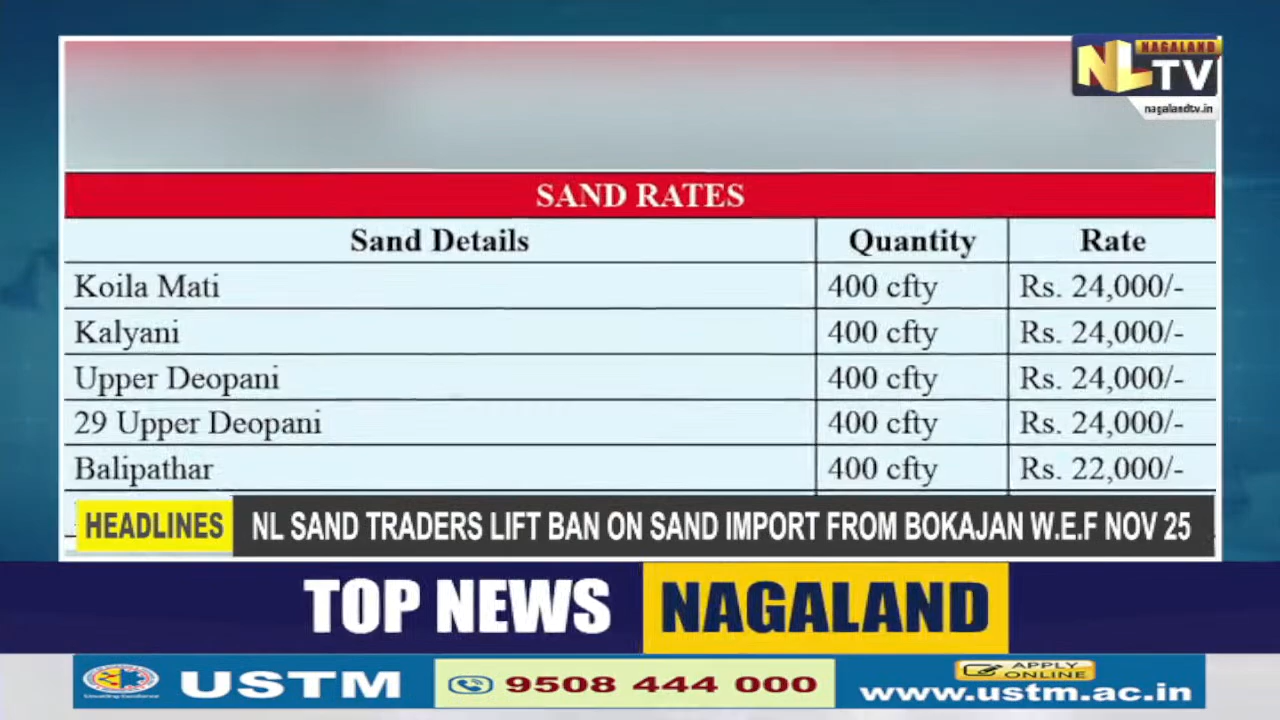 NAGALAND
NLTV
nagalandtv.in
SAND RATES
Sand Details Quantity Rate
Koila Mati 400 cfty Rs. 24,000/-
Kalyani 400 cfty Rs. 24,000/-
Upper Deopani 400 cfty Rs. 24,000/-
29 Upper Deopani 400 cfty Rs. 24,000/-
Balipathar 400 cfty Rs. 22,000/-
HEADLINES NL SAND TRADERS LIFT BAN ON SAND IMPORT FROM BOKAJAN W.E.F NOV 25
TOP NEWS NAGALAND
USTM 9508 444 000 APPLY ONLINE
www.ustm.ac.in